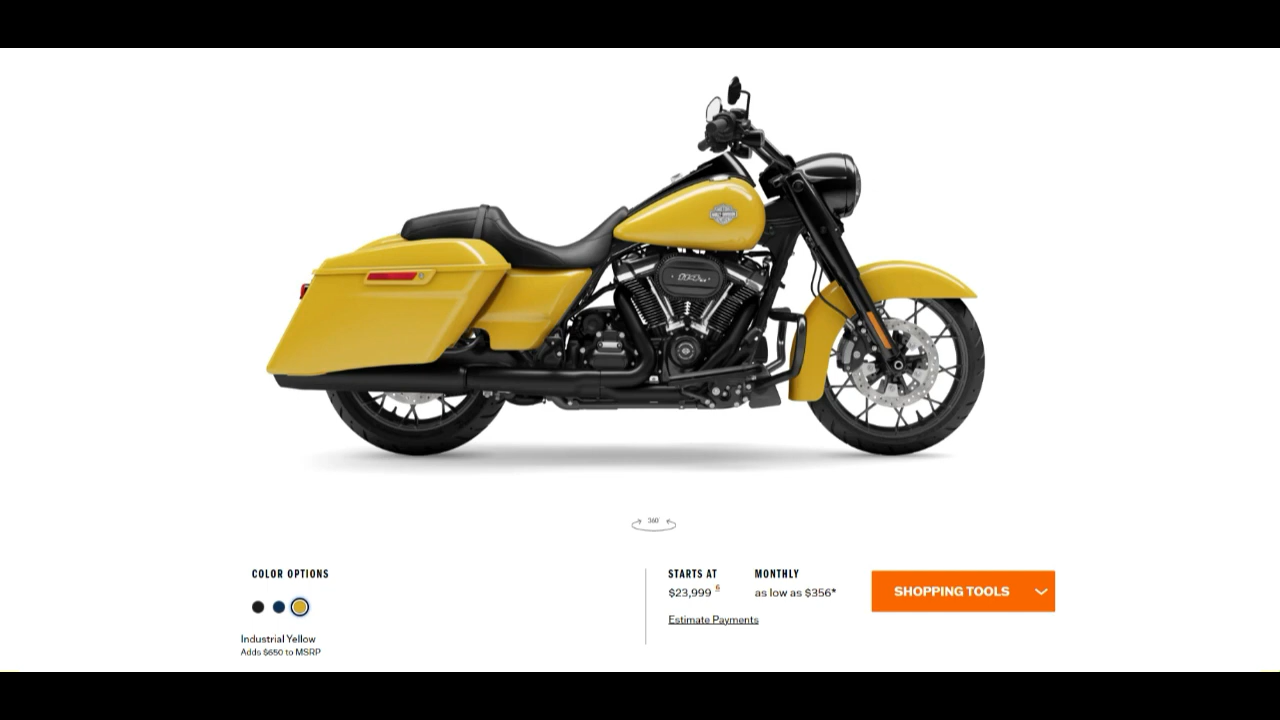 360°
COLOR OPTIONS
Industrial Yellow
Adds $650 to MSRP
STARTS AT
$23,999 6
Estimate Payments
MONTHLY
as low as $356*
SHOPPING TOOLS